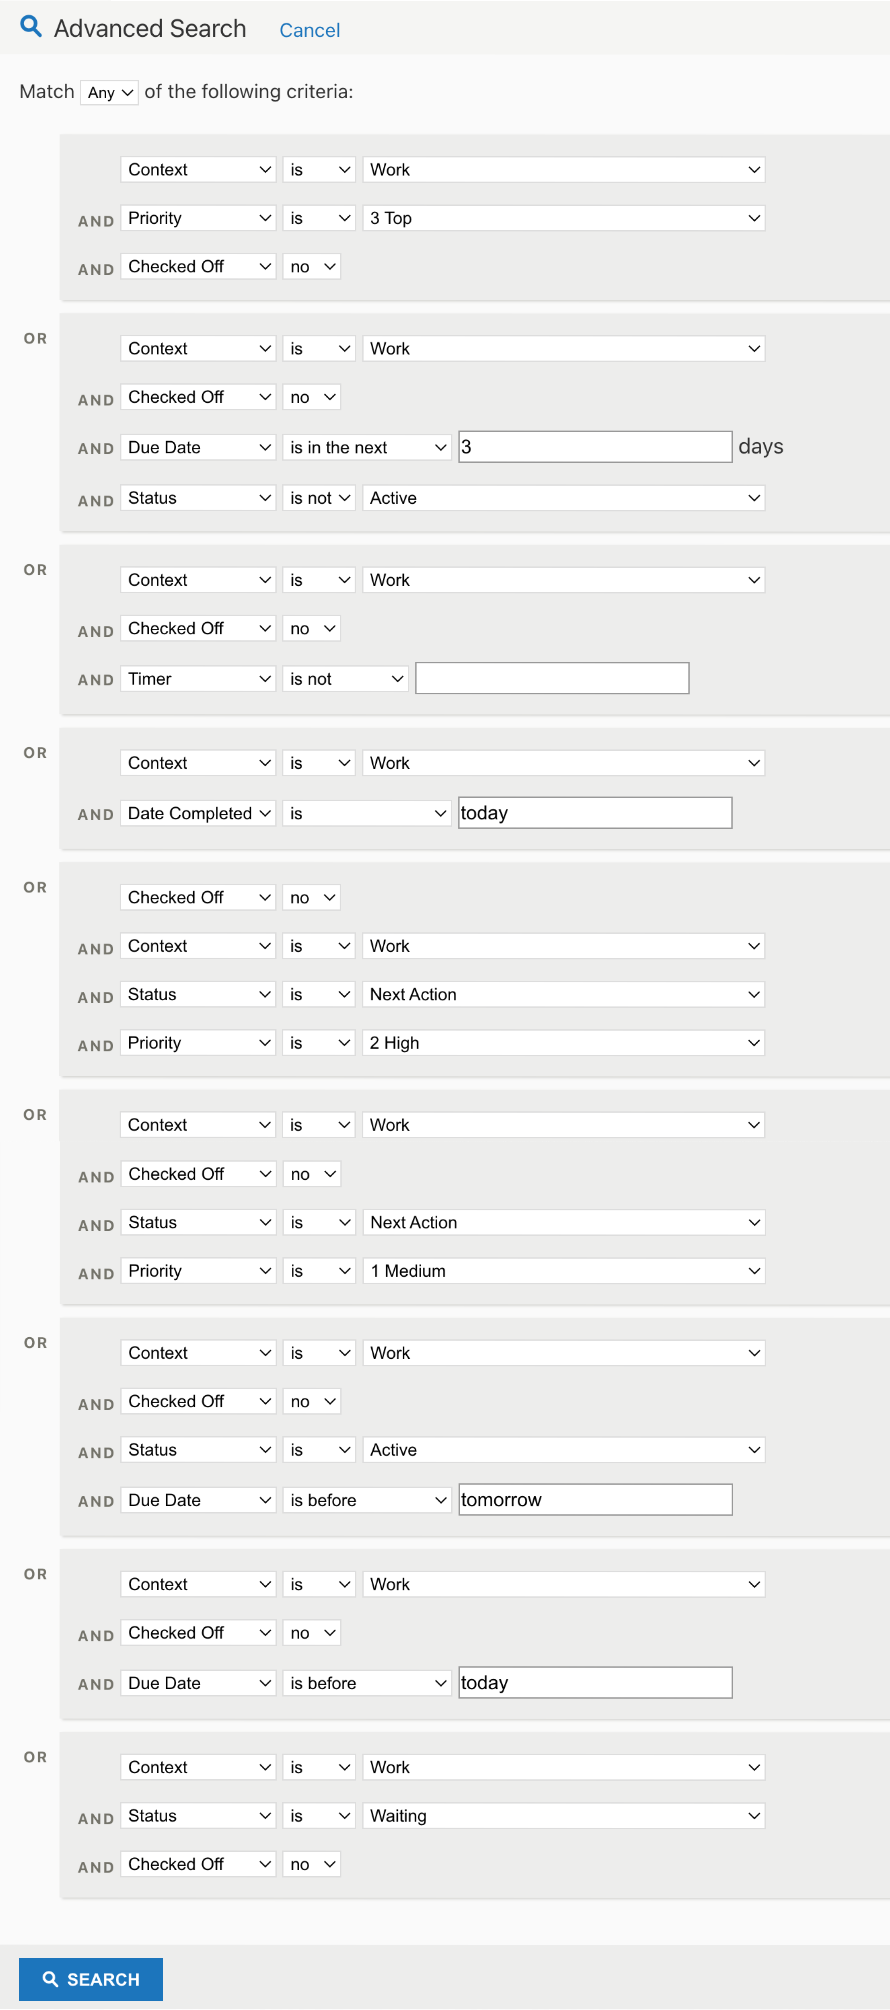 Advanced Search Cancel
Match Any of the following criteria:
Context is Work
AND Priority is 3 Top
AND Checked Off no
OR
Context is Work
AND Checked Off no
AND Due Date is in the next 3 days
AND Status is not Active
OR
Context is Work
AND Checked Off no
AND Timer is not
OR
Context is Work
AND Date Completed is today
OR
Checked Off no
AND Context is Work
AND Status is Next Action
AND Priority is 2 High
OR
Context is Work
AND Checked Off no
AND Status is Next Action
AND Priority is 1 Medium
OR
Context is Work
AND Checked Off no
AND Status is Active
AND Due Date is before tomorrow
OR
Context is Work
AND Checked Off no
AND Due Date is before today
OR
Context is Work
AND Status is Waiting
AND Checked Off no
SEARCH